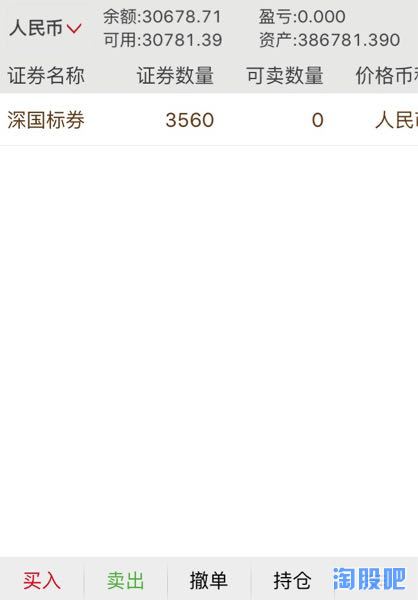 人民币
余额:30678.71 盈亏:0.000
可用:30781.39 资产:386781.390
证券名称 证券数量 可卖数量 价格币
深国标券 3560 0 人民
买入 卖出 撤单 持仓 淘股吧